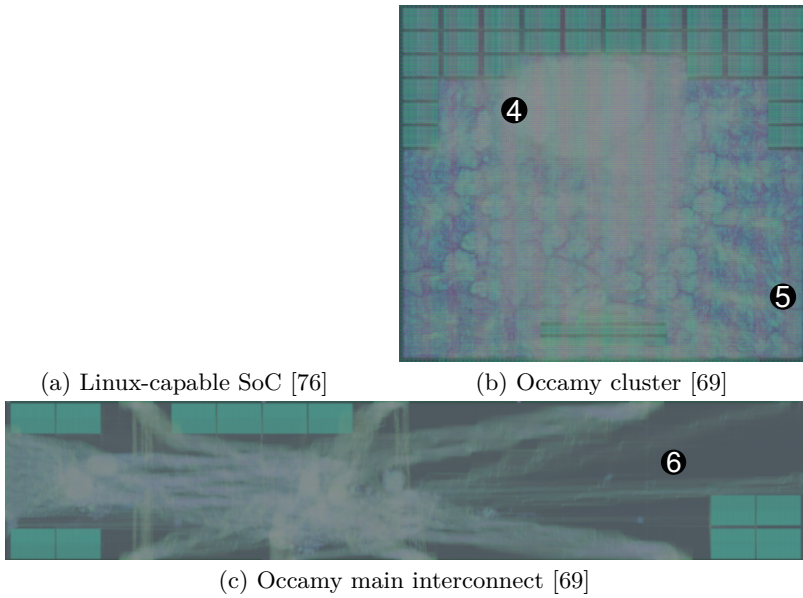 4
5
(a) Linux-capable SoC [76]
(b) Occamy cluster [69]
6
(c) Occamy main interconnect [69]